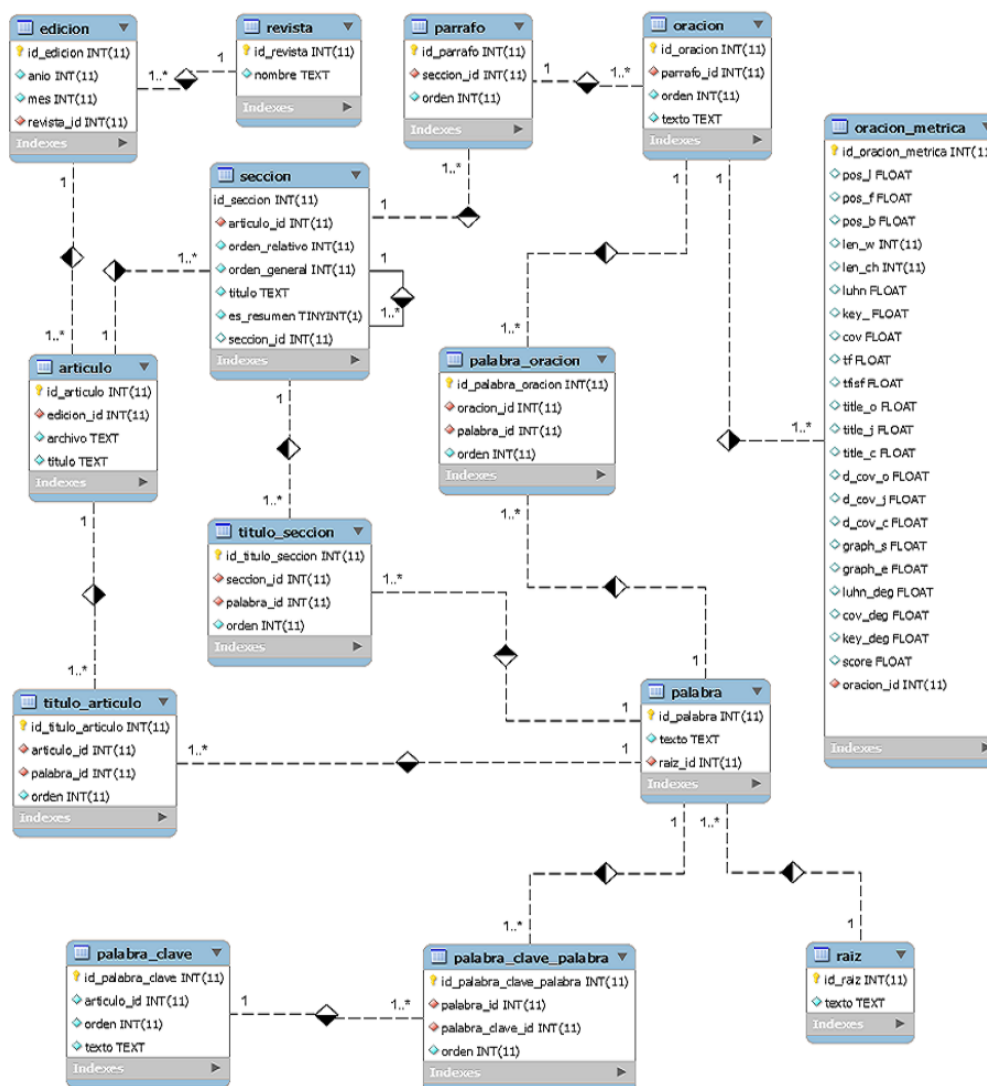 edicion
id_edicion INT(11)
anio INT(11)
mes INT(11)
revista_id INT(11)
Indexes
1..*
1
revista
id_revista INT(11)
nombre TEXT
Indexes
parrafo
id_parrafo INT(11)
seccion_id INT(11)
orden INT(11)
Indexes
1
1..*
oracion
id_oracion INT(11)
parrafo_id INT(11)
orden INT(11)
texto TEXT
Indexes
oracion_metrica
id_oracion_metrica INT(11
pos_l FLOAT
pos_f FLOAT
pos_b FLOAT
len_w INT(11)
len_ch INT(11)
luhn FLOAT
key_ FLOAT
cov FLOAT
tf FLOAT
tfisf FLOAT
title_o FLOAT
title_j FLOAT
title_c FLOAT
d_cov_o FLOAT
d_cov_j FLOAT
d_cov_c FLOAT
graph_s FLOAT
graph_e FLOAT
luhn_deg FLOAT
cov_deg FLOAT
key_deg FLOAT
score FLOAT
oracion_id INT(11)
1
1..*
1
1
seccion
id_seccion INT(11)
articulo_id INT(11)
orden_relativo INT(11)
orden_general INT(11)
titulo TEXT
es_resumen TINYINT(1)
seccion_id INT(11)
Indexes
1
1..*
1
1..*
1..*
1
1..*
articulo
id_articulo INT(11)
edicion_id INT(11)
archivo TEXT
titulo TEXT
Indexes
1..*
palabra_oracion
id_palabra_oracion INT(11)
oracion_id INT(11)
palabra_id INT(11)
orden INT(11)
Indexes
1
1..*
1
1..*
titulo_seccion
id_titulo_seccion INT(11)
seccion_id INT(11)
palabra_id INT(11)
orden INT(11)
Indexes
1..*
1
1
1..*
titulo_articulo
id_titulo_articulo INT(11)
articulo_id INT(11)
palabra_id INT(11)
orden INT(11)
Indexes
1..*
1
palabra
id_palabra INT(11)
texto TEXT
raiz_id INT(11)
Indexes
1
1..*
1..*
1
palabra_clave
id_palabra_clave INT(11)
articulo_id INT(11)
orden INT(11)
texto TEXT
Indexes
1
1..*
palabra_clave_palabra
id_palabra_clave_palabra INT(11)
palabra_id INT(11)
palabra_clave_id INT(11)
orden INT(11)
Indexes
raiz
id_raiz INT(11)
texto TEXT
Indexes